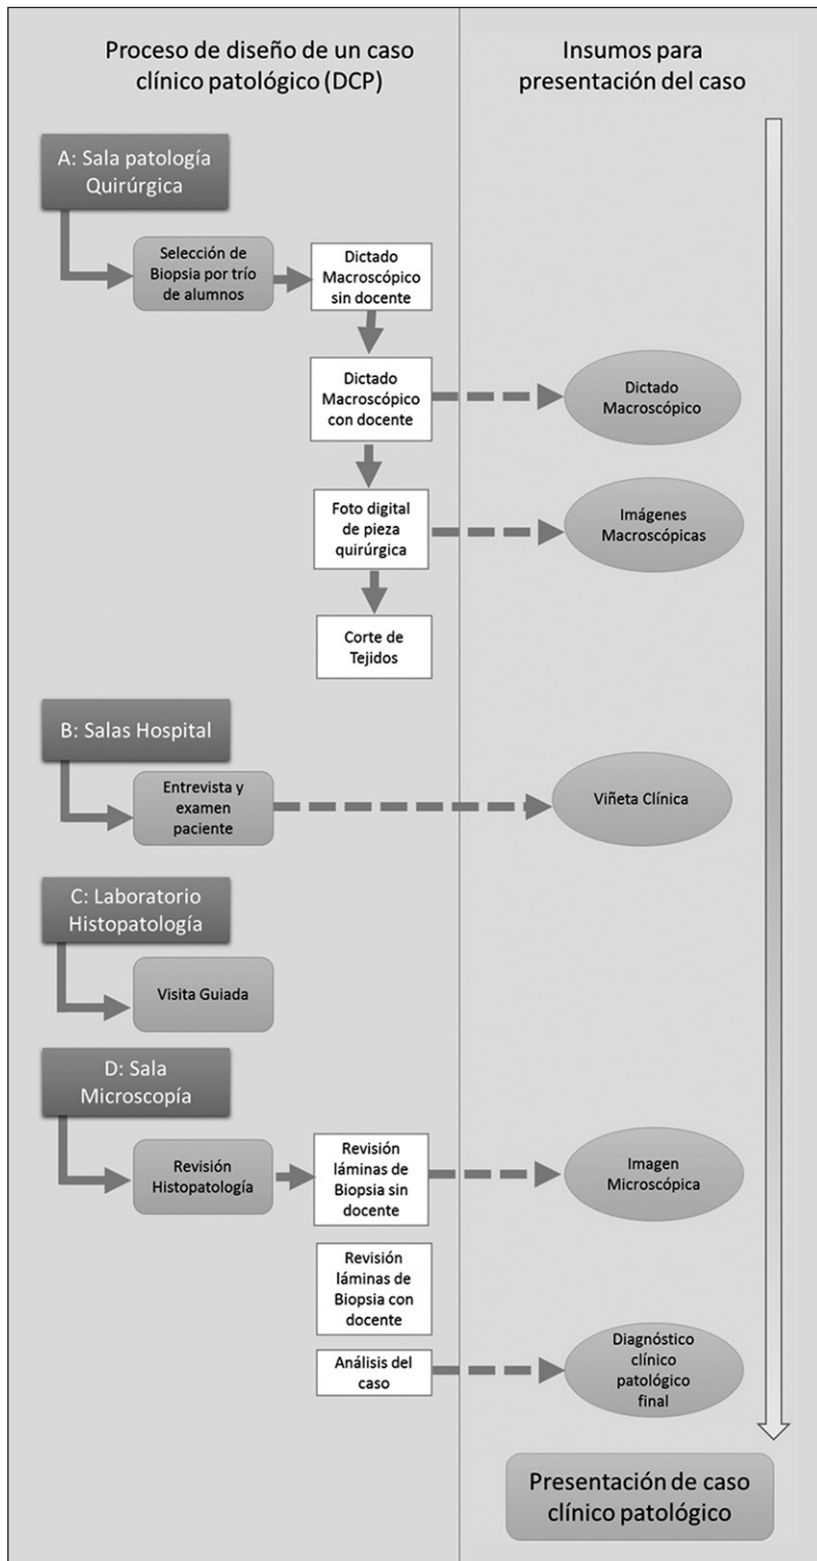 Proceso de diseño de un caso
clínico patológico (DCP)
Insumos para
presentación del caso
A: Sala patología
Quirúrgica
Selección de
Biopsia por trío
de alumnos
Dictado
Macroscópico
sin docente
Dictado
Macroscópico
con docente
Dictado
Macroscópico
Foto digital
de pieza
quirúrgica
Imágenes
Macroscópicas
Corte de
Tejidos
B: Salas Hospital
Entrevista y
examen
paciente
Viñeta Clínica
C: Laboratorio
Histopatología
Visita Guiada
D: Sala
Microscopía
Revisión
Histopatología
Revisión
láminas de
Biopsia sin
docente
Imagen
Microscópica
Revisión
láminas de
Biopsia con
docente
Análisis del
caso
Diagnóstico
clínico
patológico
final
Presentación de caso
clínico patológico